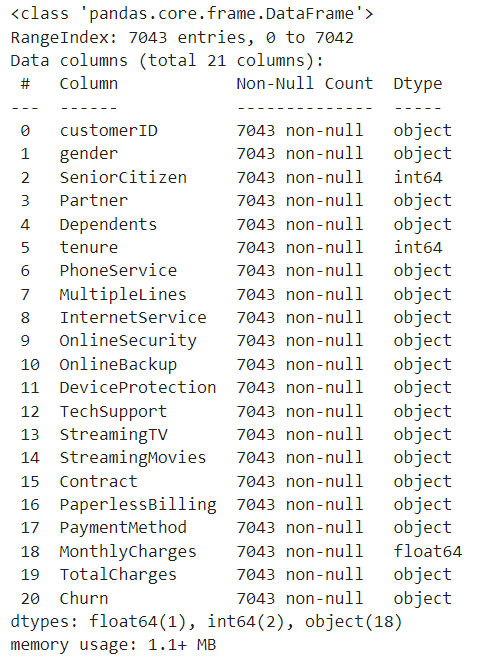 <class 'pandas.core.frame.DataFrame'>
RangeIndex: 7043 entries, 0 to 7042
Data columns (total 21 columns):
 #   Column            Non-Null Count  Dtype
---  ------            --------------  -----
 0   customerID        7043 non-null   object
 1   gender            7043 non-null   object
 2   SeniorCitizen     7043 non-null   int64
 3   Partner           7043 non-null   object
 4   Dependents        7043 non-null   object
 5   tenure            7043 non-null   int64
 6   PhoneService      7043 non-null   object
 7   MultipleLines     7043 non-null   object
 8   InternetService   7043 non-null   object
 9   OnlineSecurity    7043 non-null   object
 10  OnlineBackup      7043 non-null   object
 11  DeviceProtection  7043 non-null   object
 12  TechSupport       7043 non-null   object
 13  StreamingTV       7043 non-null   object
 14  StreamingMovies   7043 non-null   object
 15  Contract          7043 non-null   object
 16  PaperlessBilling  7043 non-null   object
 17  PaymentMethod     7043 non-null   object
 18  MonthlyCharges    7043 non-null   float64
 19  TotalCharges      7043 non-null   object
 20  Churn             7043 non-null   object
dtypes: float64(1), int64(2), object(18)
memory usage: 1.1+ MB